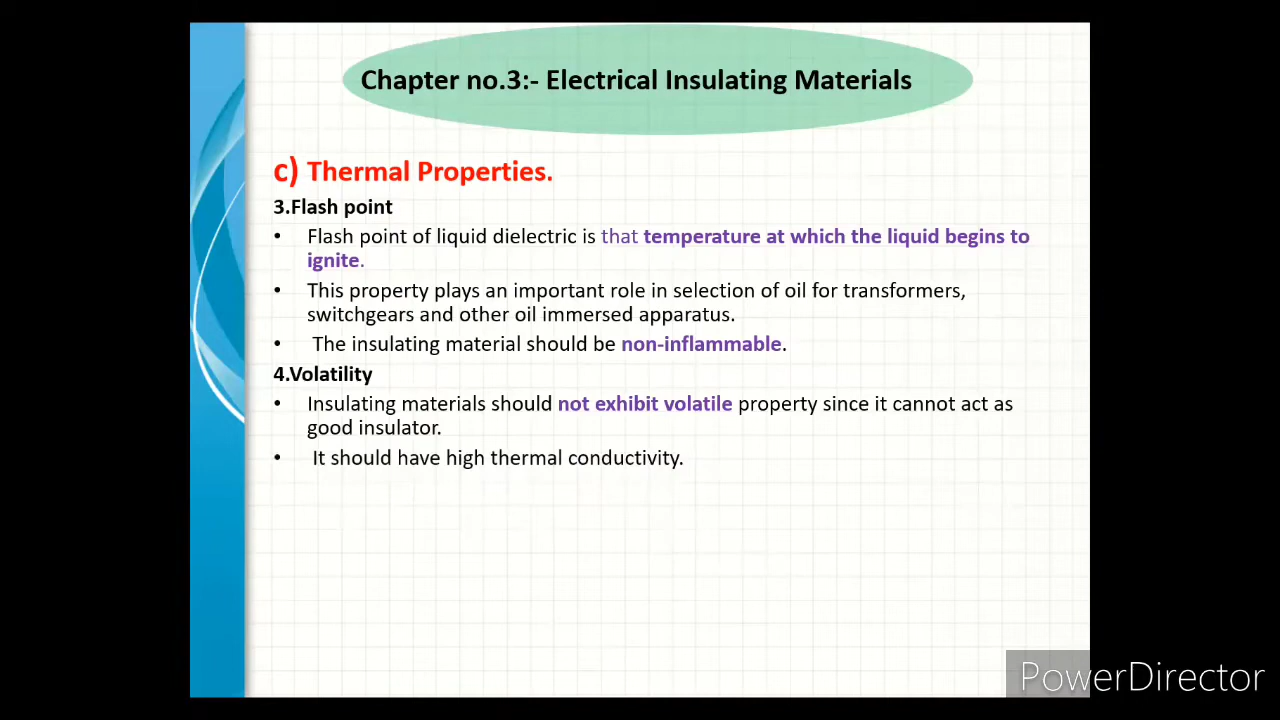 Chapter no.3:- Electrical Insulating Materials
c) Thermal Properties.
3.Flash point
• Flash point of liquid dielectric is that temperature at which the liquid begins to
ignite.
• This property plays an important role in selection of oil for transformers,
switchgears and other oil immersed apparatus.
• The insulating material should be non-inflammable.
4.Volatility
• Insulating materials should not exhibit volatile property since it cannot act as
good insulator.
• It should have high thermal conductivity.
PowerDirector